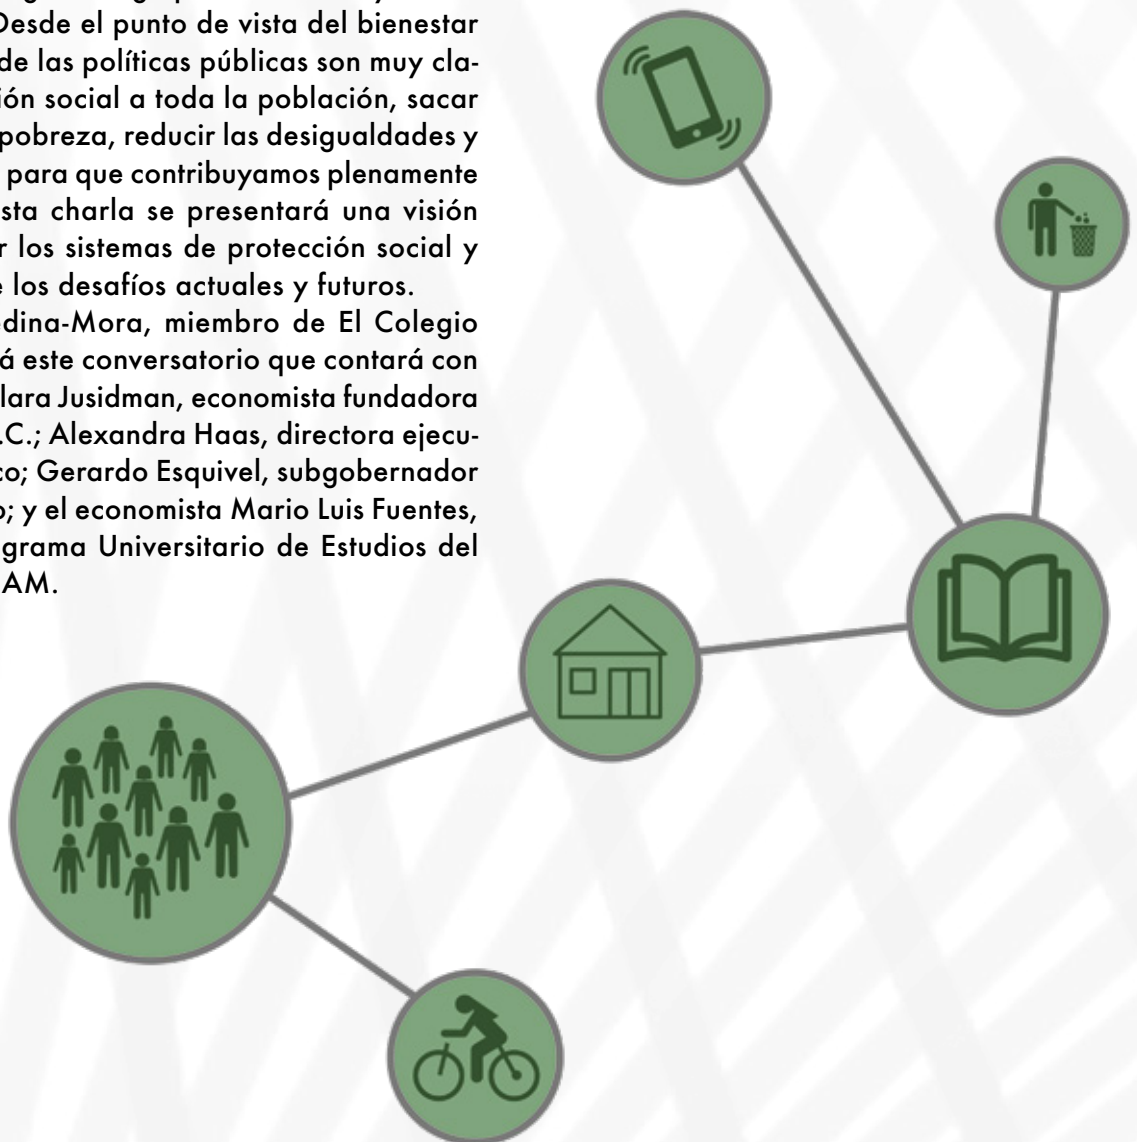 Desde el punto de vista del bienestar
de las políticas públicas son muy cla-
ión social a toda la población, sacar
pobreza, reducir las desigualdades y
para que contribuyamos plenamente
sta charla se presentará una visión
r los sistemas de protección social y
e los desafíos actuales y futuros.
edina-Mora, miembro de El Colegio
á este conversatorio que contará con
lara Jusidman, economista fundadora
.C.; Alexandra Haas, directora ejecu-
co; Gerardo Esquivel, subgobernador
o; y el economista Mario Luis Fuentes,
ograma Universitario de Estudios del
AM.